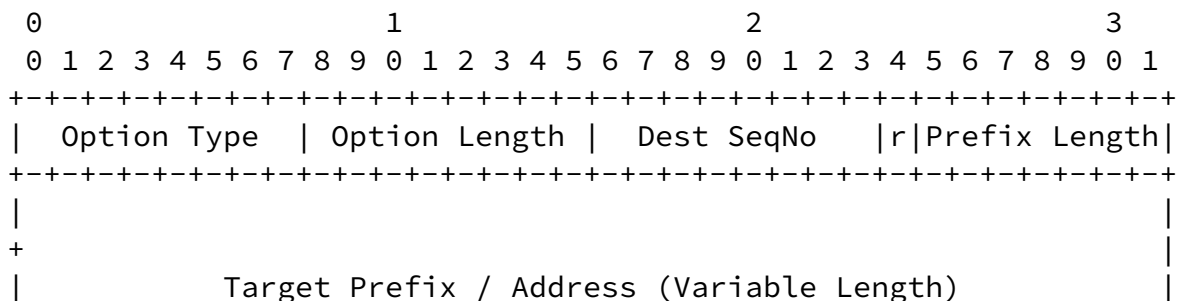 0                   1                   2                   3
 0 1 2 3 4 5 6 7 8 9 0 1 2 3 4 5 6 7 8 9 0 1 2 3 4 5 6 7 8 9 0 1
+-+-+-+-+-+-+-+-+-+-+-+-+-+-+-+-+-+-+-+-+-+-+-+-+-+-+-+-+-+-+-+-+
|  Option Type  | Option Length |  Dest SeqNo   |r|Prefix Length|
+-+-+-+-+-+-+-+-+-+-+-+-+-+-+-+-+-+-+-+-+-+-+-+-+-+-+-+-+-+-+-+-+
|                                                               |
+                                                               |
|           Target Prefix / Address (Variable Length)           |